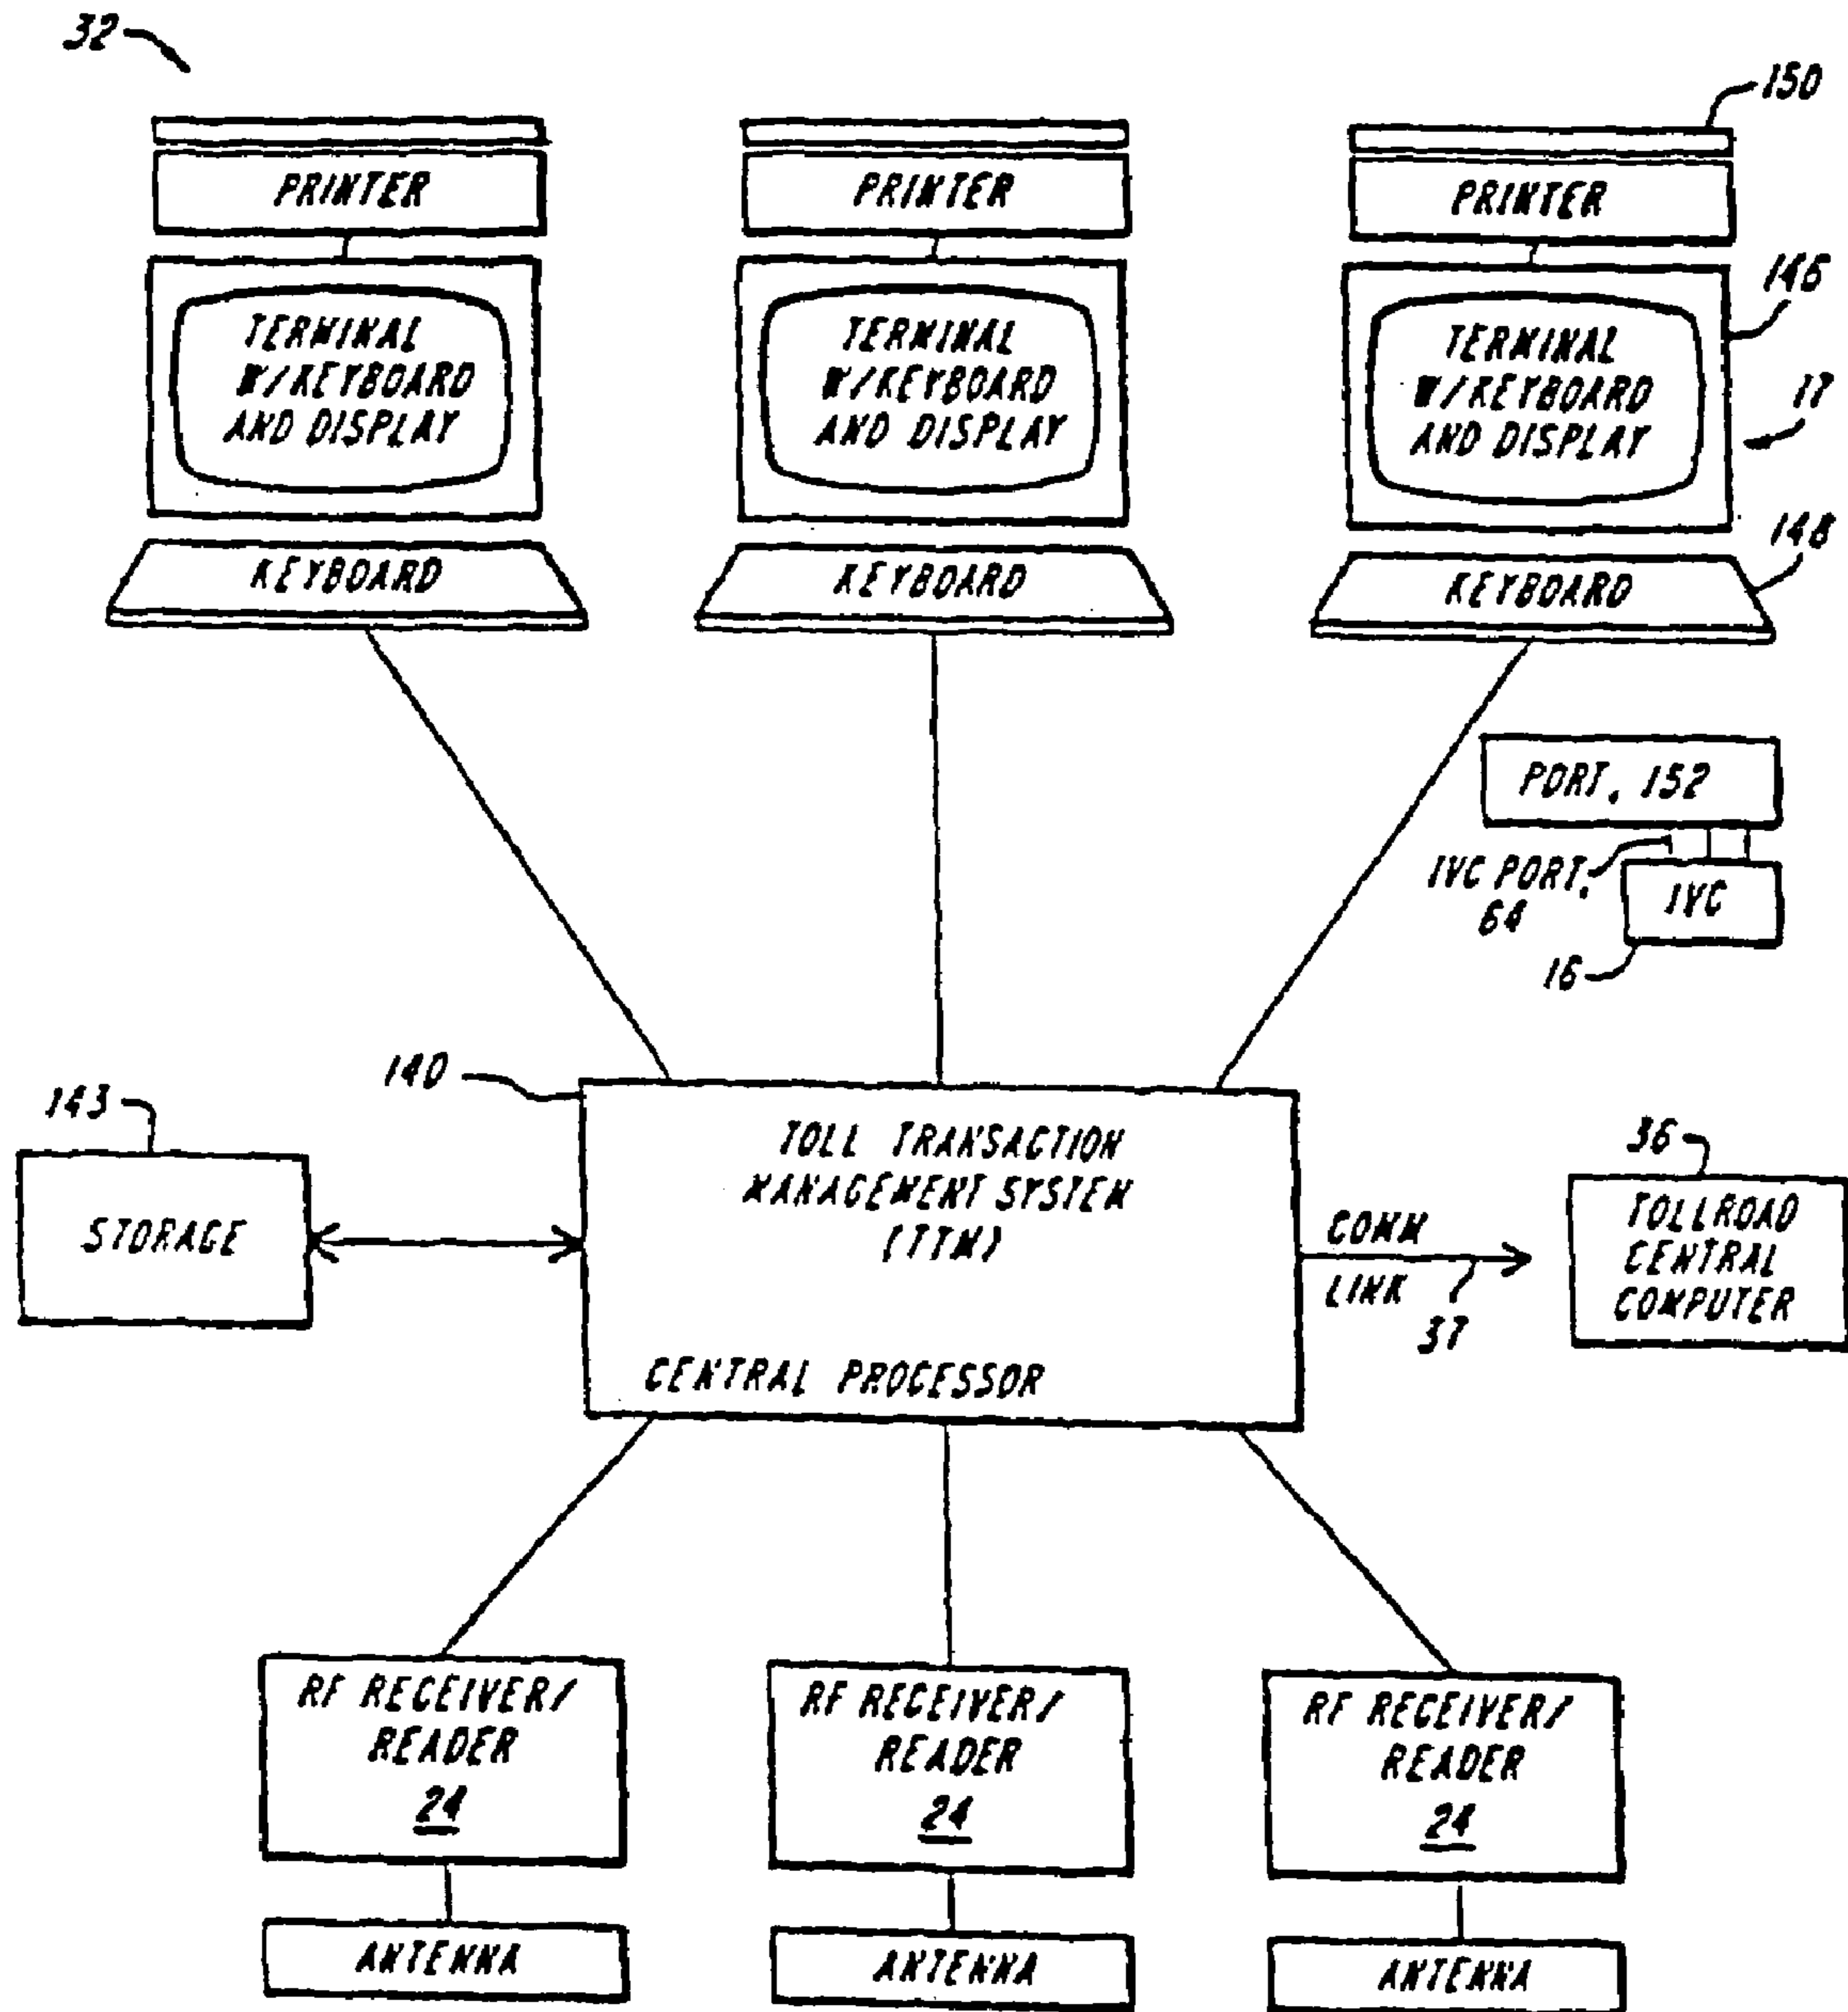 32
150
PRINTER
PRINTER
PRINTER
146
TERMINAL
W/KEYBOARD
AND DISPLAY
TERMINAL
W/KEYBOARD
AND DISPLAY
TERMINAL
W/KEYBOARD
AND DISPLAY
17
148
KEYBOARD
KEYBOARD
KEYBOARD
PORT. 152
IVC PORT.
64
IVC
16
140
143
STORAGE
TOLL TRANSACTION
MANAGEMENT SYSTEM
(TTM)
CENTRAL PROCESSOR
COMM
LINK
37
36
TOLLROAD
CENTRAL
COMPUTER
RF RECEIVER/
READER
24
RF RECEIVER/
READER
24
RF RECEIVER/
READER
24
ANTENNA
ANTENNA
ANTENNA